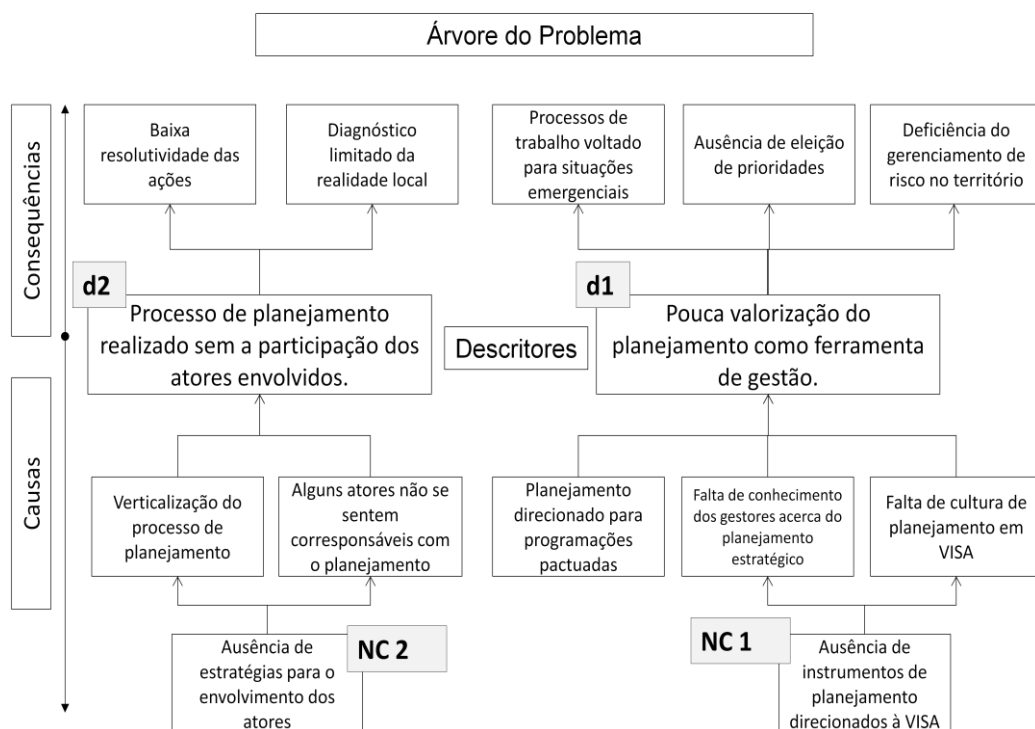 Árvore do Problema
Consequências
Baixa
resolutividade das
ações
Diagnóstico
limitado da
realidade local
Processos de
trabalho voltado
para situações
emergenciais
Ausência de eleição
de prioridades
Deficiência do
gerenciamento de
risco no território
d2
Processo de planejamento
realizado sem a participação dos
atores envolvidos.
Descritores
d1
Pouca valorização do
planejamento como ferramenta
de gestão.
Causas
Verticalização do
processo de
planejamento
Alguns atores não se
sentem
corresponsáveis com
o planejamento
Planejamento
direcionado para
programações
pactuadas
Falta de conhecimento
dos gestores acerca do
planejamento
estratégico
Falta de cultura de
planejamento em
VISA
NC 2
Ausência de
estratégias para o
envolvimento dos
atores
NC 1
Ausência de
instrumentos de
planejamento
direcionados à VISA